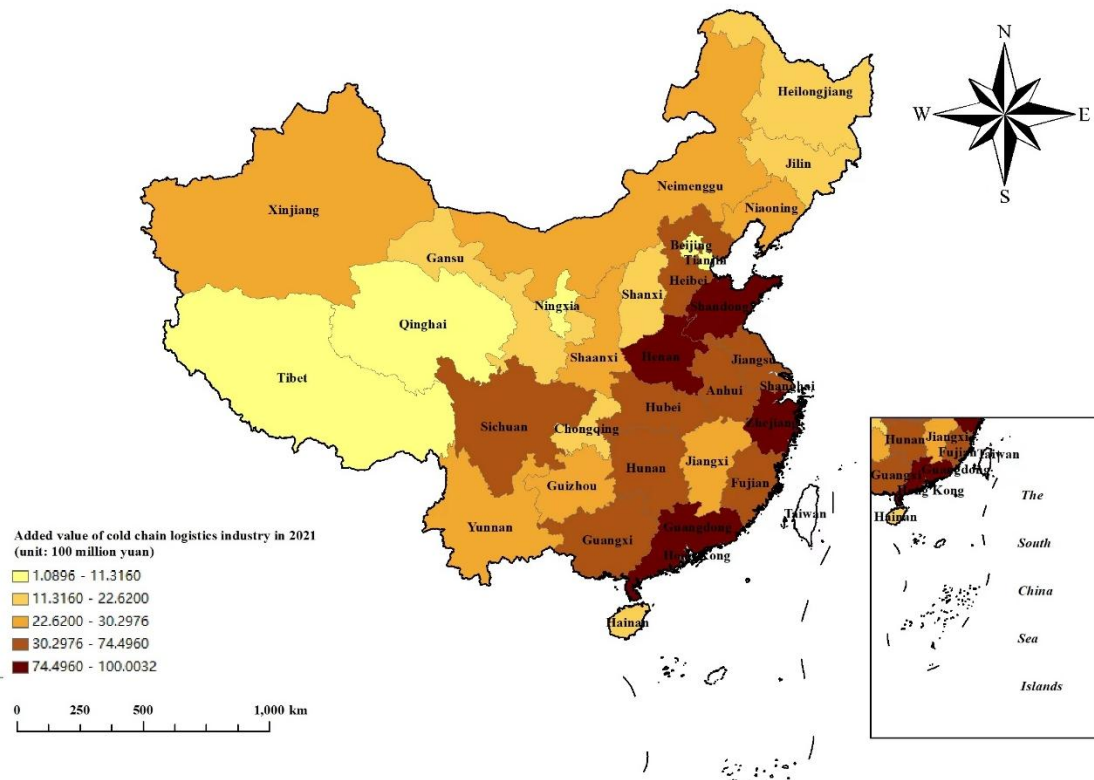 N
W E
S
Heilongjiang
Jilin
Neimenggu
Niaoning
Xinjiang
Beijing
Tianjin
Gansu
Heibei
Shanxi
Ningxia
Shandong
Qinghai
Shaanxi
Henan
Jiangsu
Tibet
Anhui
Shanghai
Hubei
Zhejiang
Sichuan
Chongqing
Hunan
Jiangxi
Guizhou
Fujian
Yunnan
Guangxi
Guangdong
Taiwan
Hong Kong
Hainan
Hunan
Jiangxi
Fujian
Taiwan
Guangxi
Guangdong
Hong Kong
Hainan
The
South
China
Sea
Islands
Added value of cold chain logistics industry in 2021
(unit: 100 million yuan)
1.0896 - 11.3160
11.3160 - 22.6200
22.6200 - 30.2976
30.2976 - 74.4960
74.4960 - 100.0032
0 250 500 1,000 km